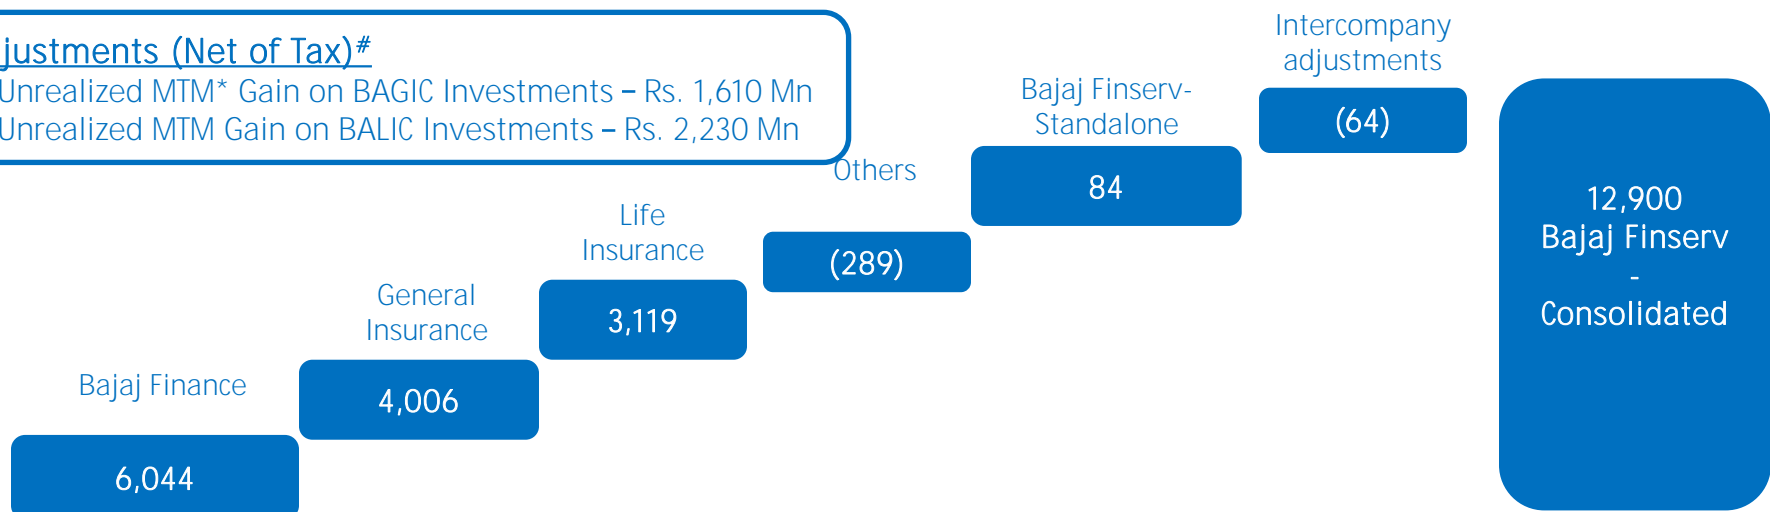 justments (Net of Tax)#
Unrealized MTM* Gain on BAGIC Investments – Rs. 1,610 Mn
Unrealized MTM Gain on BALIC Investments – Rs. 2,230 Mn
Bajaj Finance
6,044
General
Insurance
4,006
Life
Insurance
3,119
Others
(289)
Bajaj Finserv-
Standalone
84
Intercompany
adjustments
(64)
12,900
Bajaj Finserv
-
Consolidated